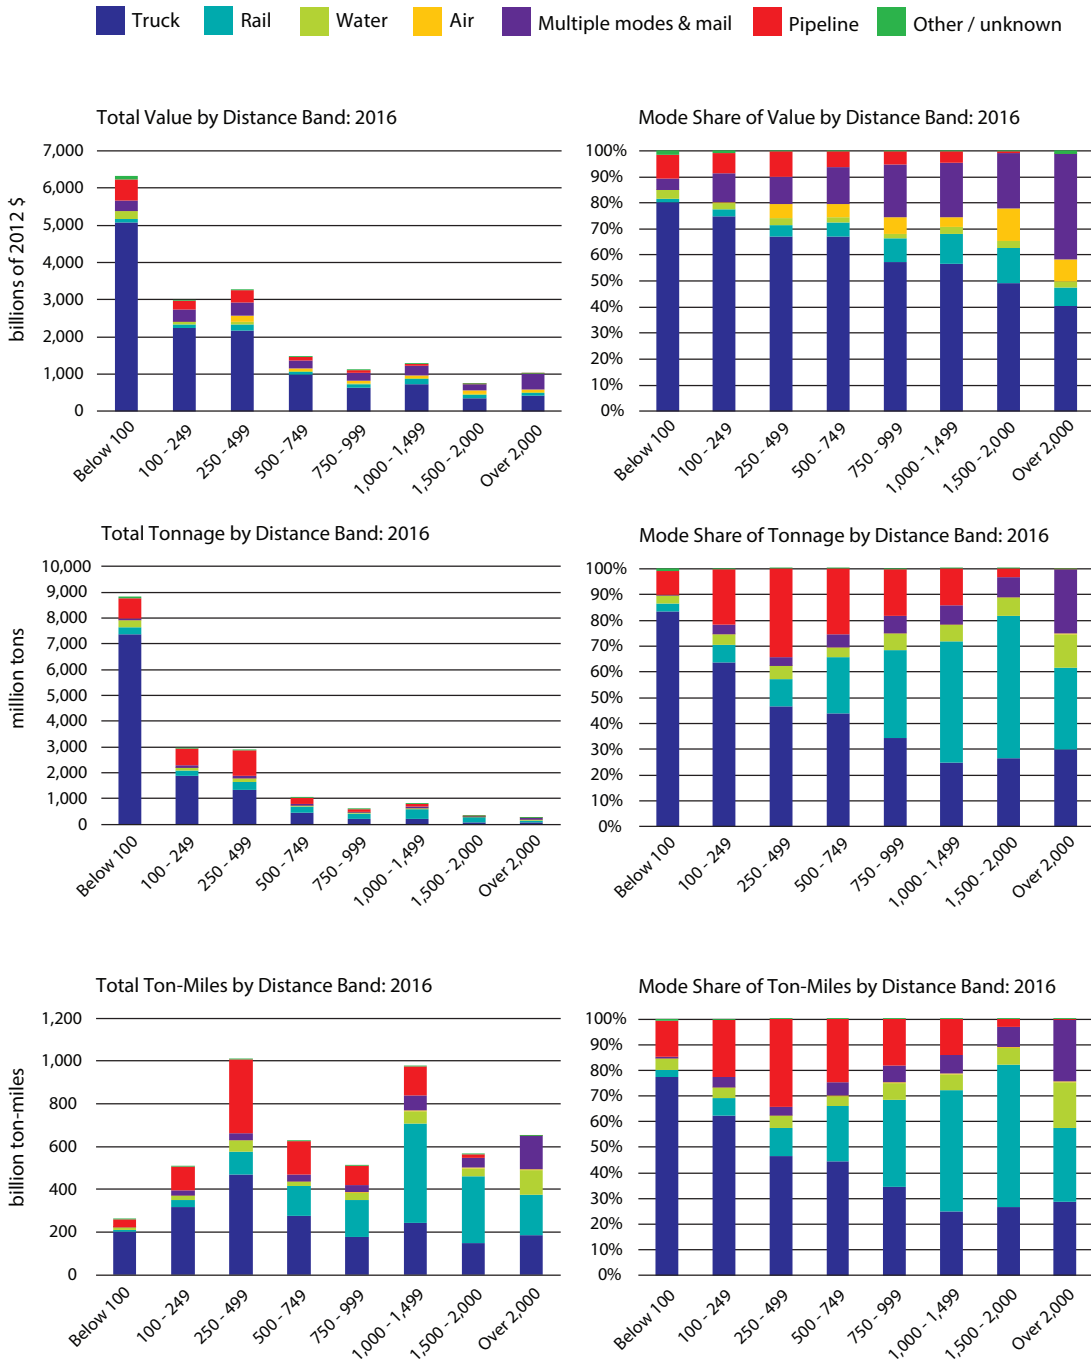 Truck Rail Water Air Multiple modes & mail Pipeline Other / unknown
Total Value by Distance Band: 2016
billions of 2012 $
7,000
6,000
5,000
4,000
3,000
2,000
1,000
0
Below 100
100 - 249
250 - 499
500 - 749
750 - 999
1,000 - 1,499
1,500 - 2,000
Over 2,000
Mode Share of Value by Distance Band: 2016
100%
90%
80%
70%
60%
50%
40%
30%
20%
10%
0%
Below 100
100 - 249
250 - 499
500 - 749
750 - 999
1,000 - 1,499
1,500 - 2,000
Over 2,000
Total Tonnage by Distance Band: 2016
million tons
10,000
9,000
8,000
7,000
6,000
5,000
4,000
3,000
2,000
1,000
0
Below 100
100 - 249
250 - 499
500 - 749
750 - 999
1,000 - 1,499
1,500 - 2,000
Over 2,000
Mode Share of Tonnage by Distance Band: 2016
100%
90%
80%
70%
60%
50%
40%
30%
20%
10%
0%
Below 100
100 - 249
250 - 499
500 - 749
750 - 999
1,000 - 1,499
1,500 - 2,000
Over 2,000
Total Ton-Miles by Distance Band: 2016
billion ton-miles
1,200
1,000
800
600
400
200
0
Below 100
100 - 249
250 - 499
500 - 749
750 - 999
1,000 - 1,499
1,500 - 2,000
Over 2,000
Mode Share of Ton-Miles by Distance Band: 2016
100%
90%
80%
70%
60%
50%
40%
30%
20%
10%
0%
Below 100
100 - 249
250 - 499
500 - 749
750 - 999
1,000 - 1,499
1,500 - 2,000
Over 2,000